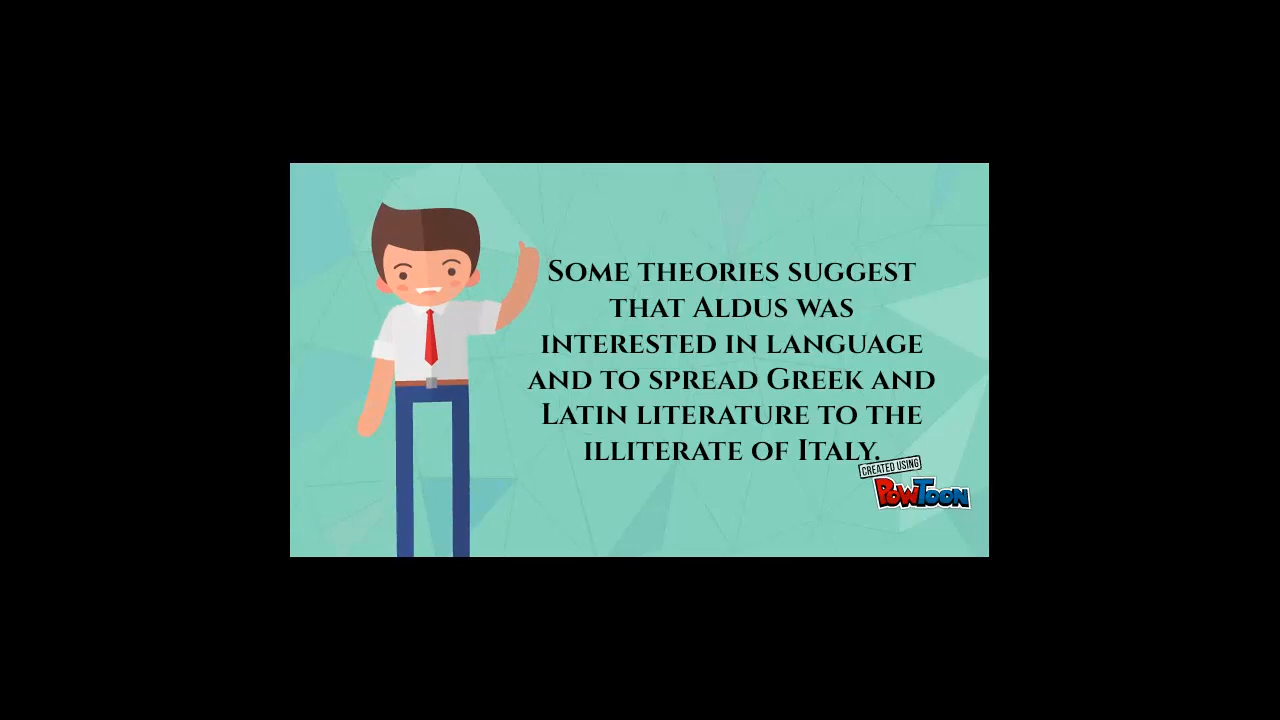 Some theories suggest
that Aldus was
interested in language
and to spread Greek and
Latin literature to the
illiterate of Italy.
CREATED USING
PowToon